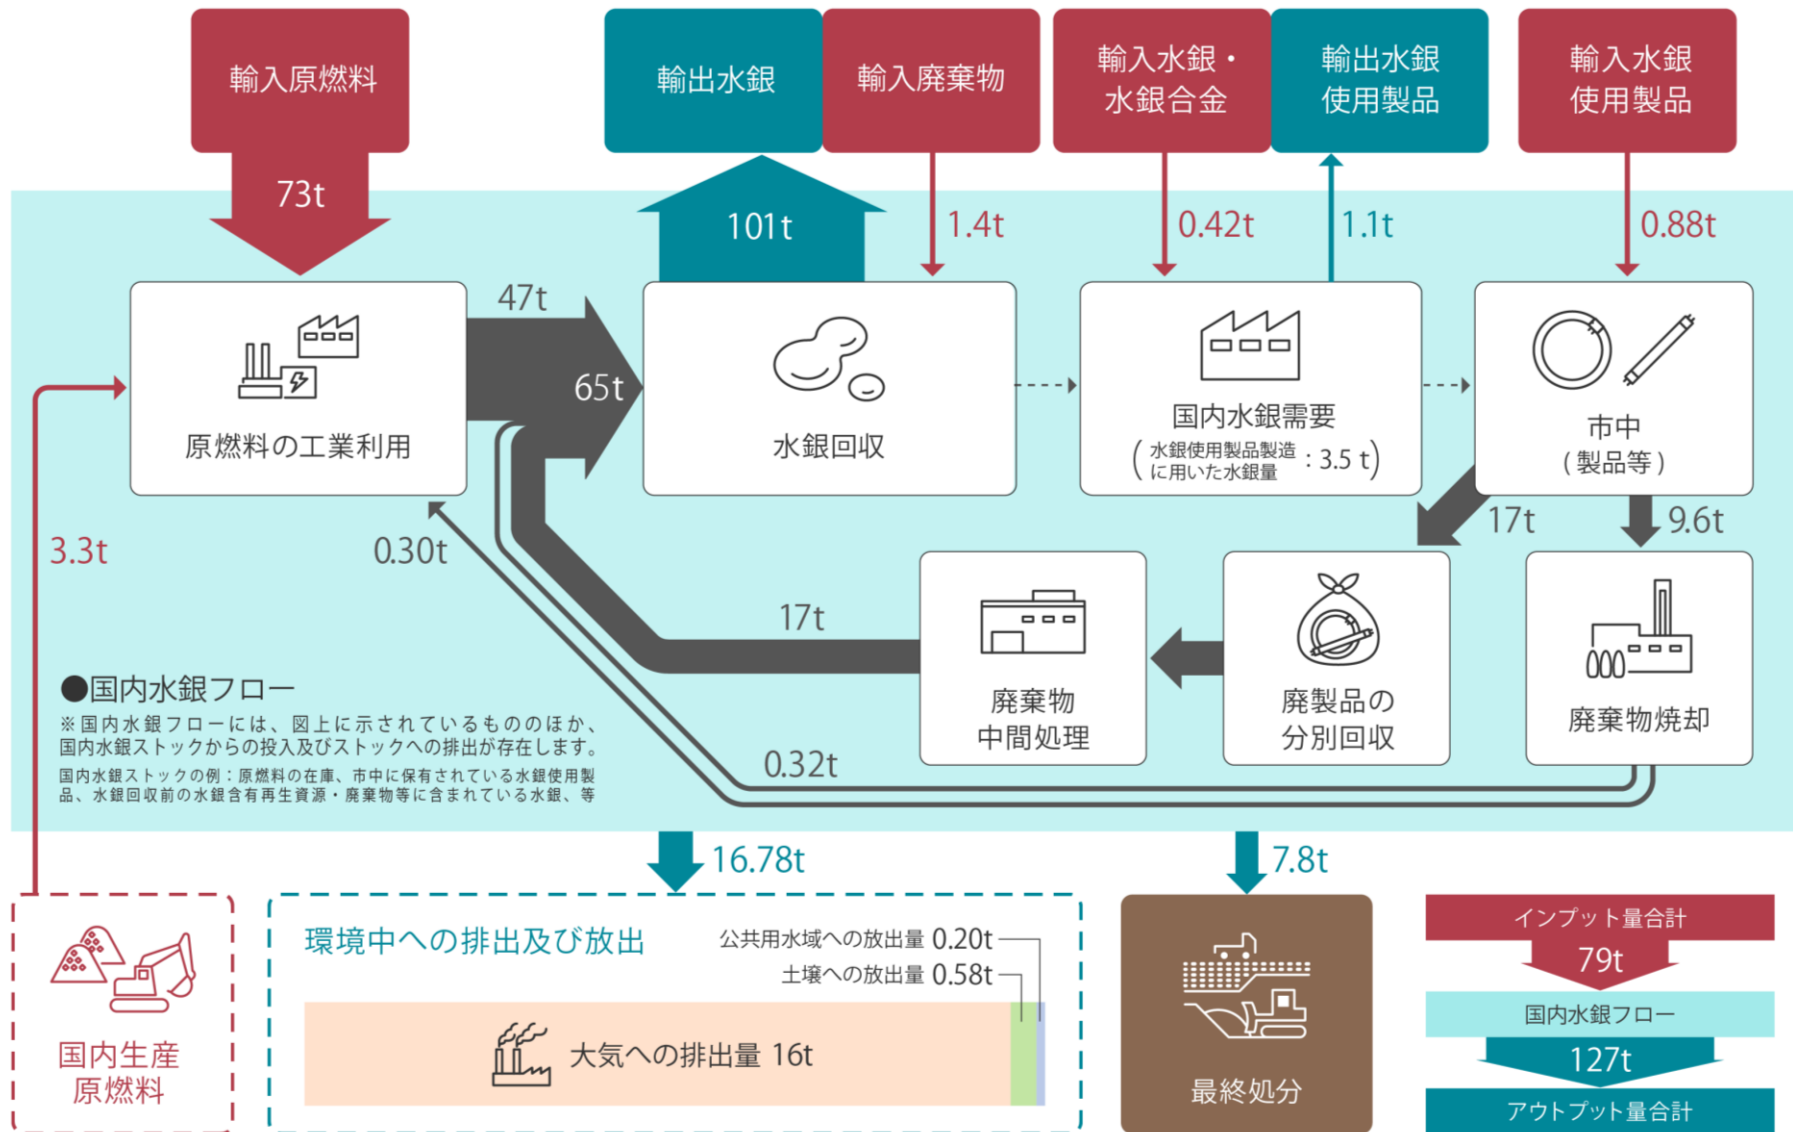 輸入原燃料
輸出水銀
輸入廃棄物
輸入水銀・
水銀合金
輸出水銀
使用製品
輸入水銀
使用製品
73t
101t
1.4t
0.42t
1.1t
0.88t
47t
65t
原燃料の工業利用
水銀回収
国内水銀需要
(水銀使用製品製造
に用いた水銀量：3.5 t)
市中
(製品等)
3.3t
0.30t
17t
9.6t
17t
廃棄物
中間処理
廃製品の
分別回収
廃棄物焼却
0.32t
●国内水銀フロー
※国内水銀フローには、図上に示されているもののほか、
国内水銀ストックからの投入及びストックへの排出が存在します。
国内水銀ストックの例：原燃料の在庫、市中に保有されている水銀使用製
品、水銀回収前の水銀含有再生資源・廃棄物等に含まれている水銀、等
16.78t
7.8t
国内生産
原燃料
環境中への排出及び放出
公共用水域への放出量 0.20t
土壌への放出量 0.58t
大気への排出量 16t
最終処分
インプット量合計
79t
国内水銀フロー
127t
アウトプット量合計